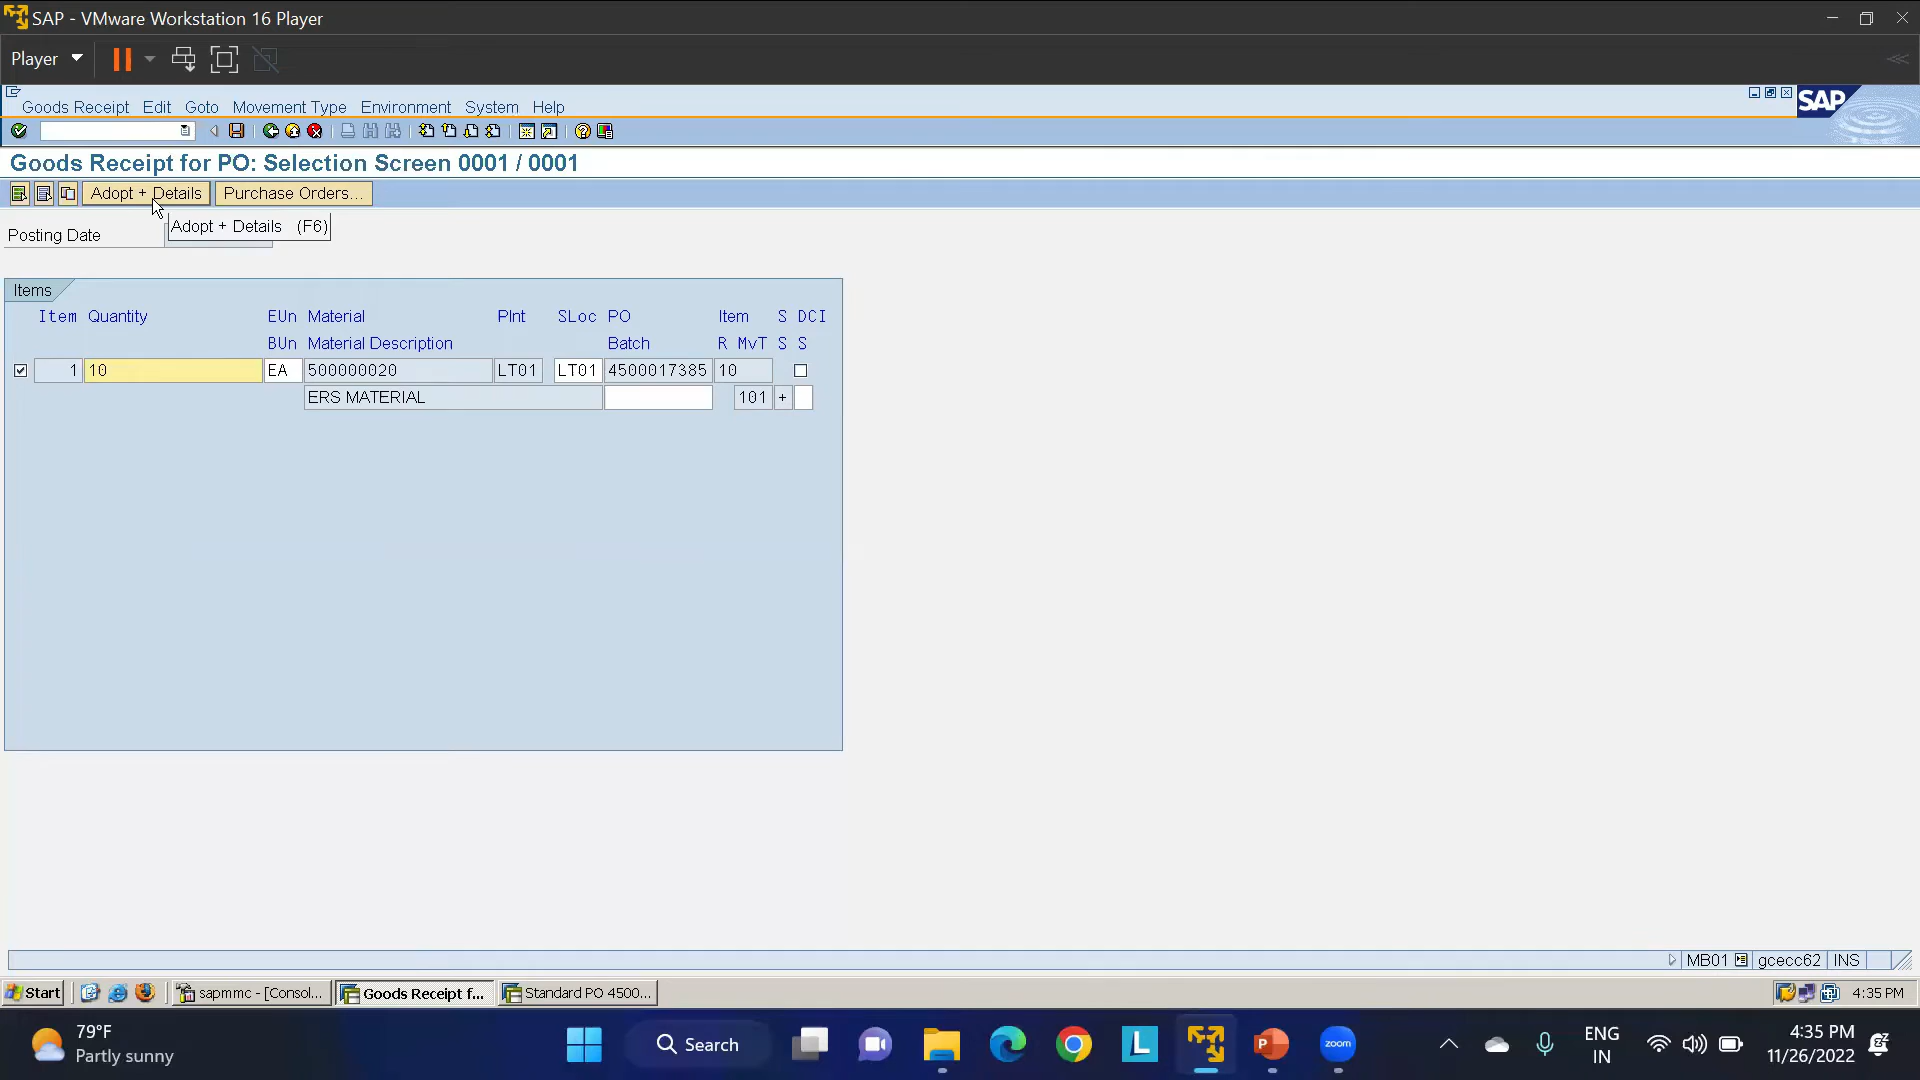 SAP - VMware Workstation 16 Player
Player
Goods Receipt Edit Goto Movement Type Environment System Help
SAP
Goods Receipt for PO: Selection Screen 0001 / 0001
Adopt + Details Purchase Orders...
Adopt + Details (F6)
Posting Date
Items
Item Quantity EUn Material Plnt SLoc PO Item S DCI
BUn Material Description Batch R MvT S S
1 10 EA 500000020 LT01 LT01 4500017385 10
ERS MATERIAL 101 +
MB01 gcecc62 INS
Start sapmmc - [Consol... Goods Receipt f... Standard PO 4500... 4:35 PM
79°F
Partly sunny
Search
L
P
zoom
ENG
IN
4:35 PM
11/26/2022